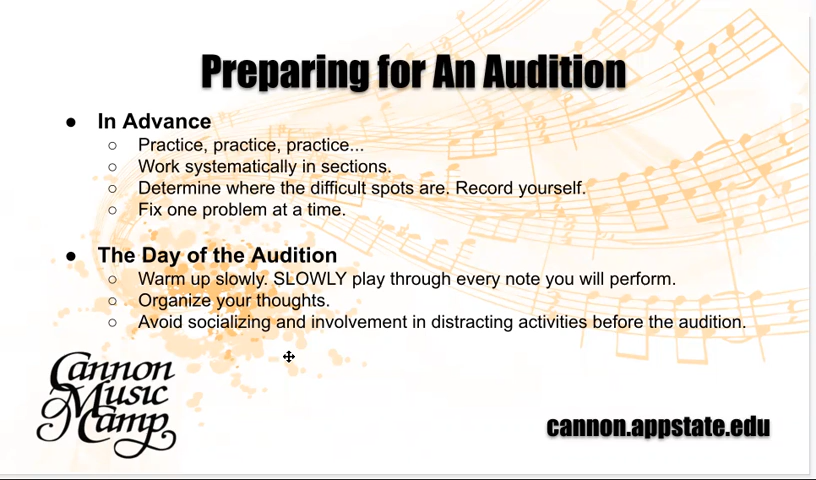 Preparing for An Audition
● In Advance
○ Practice, practice, practice...
○ Work systematically in sections.
○ Determine where the difficult spots are. Record yourself.
○ Fix one problem at a time.
● The Day of the Audition
○ Warm up slowly. SLOWLY play through every note you will perform.
○ Organize your thoughts.
○ Avoid socializing and involvement in distracting activities before the audition.
Cannon
Music
Camp
cannon.appstate.edu